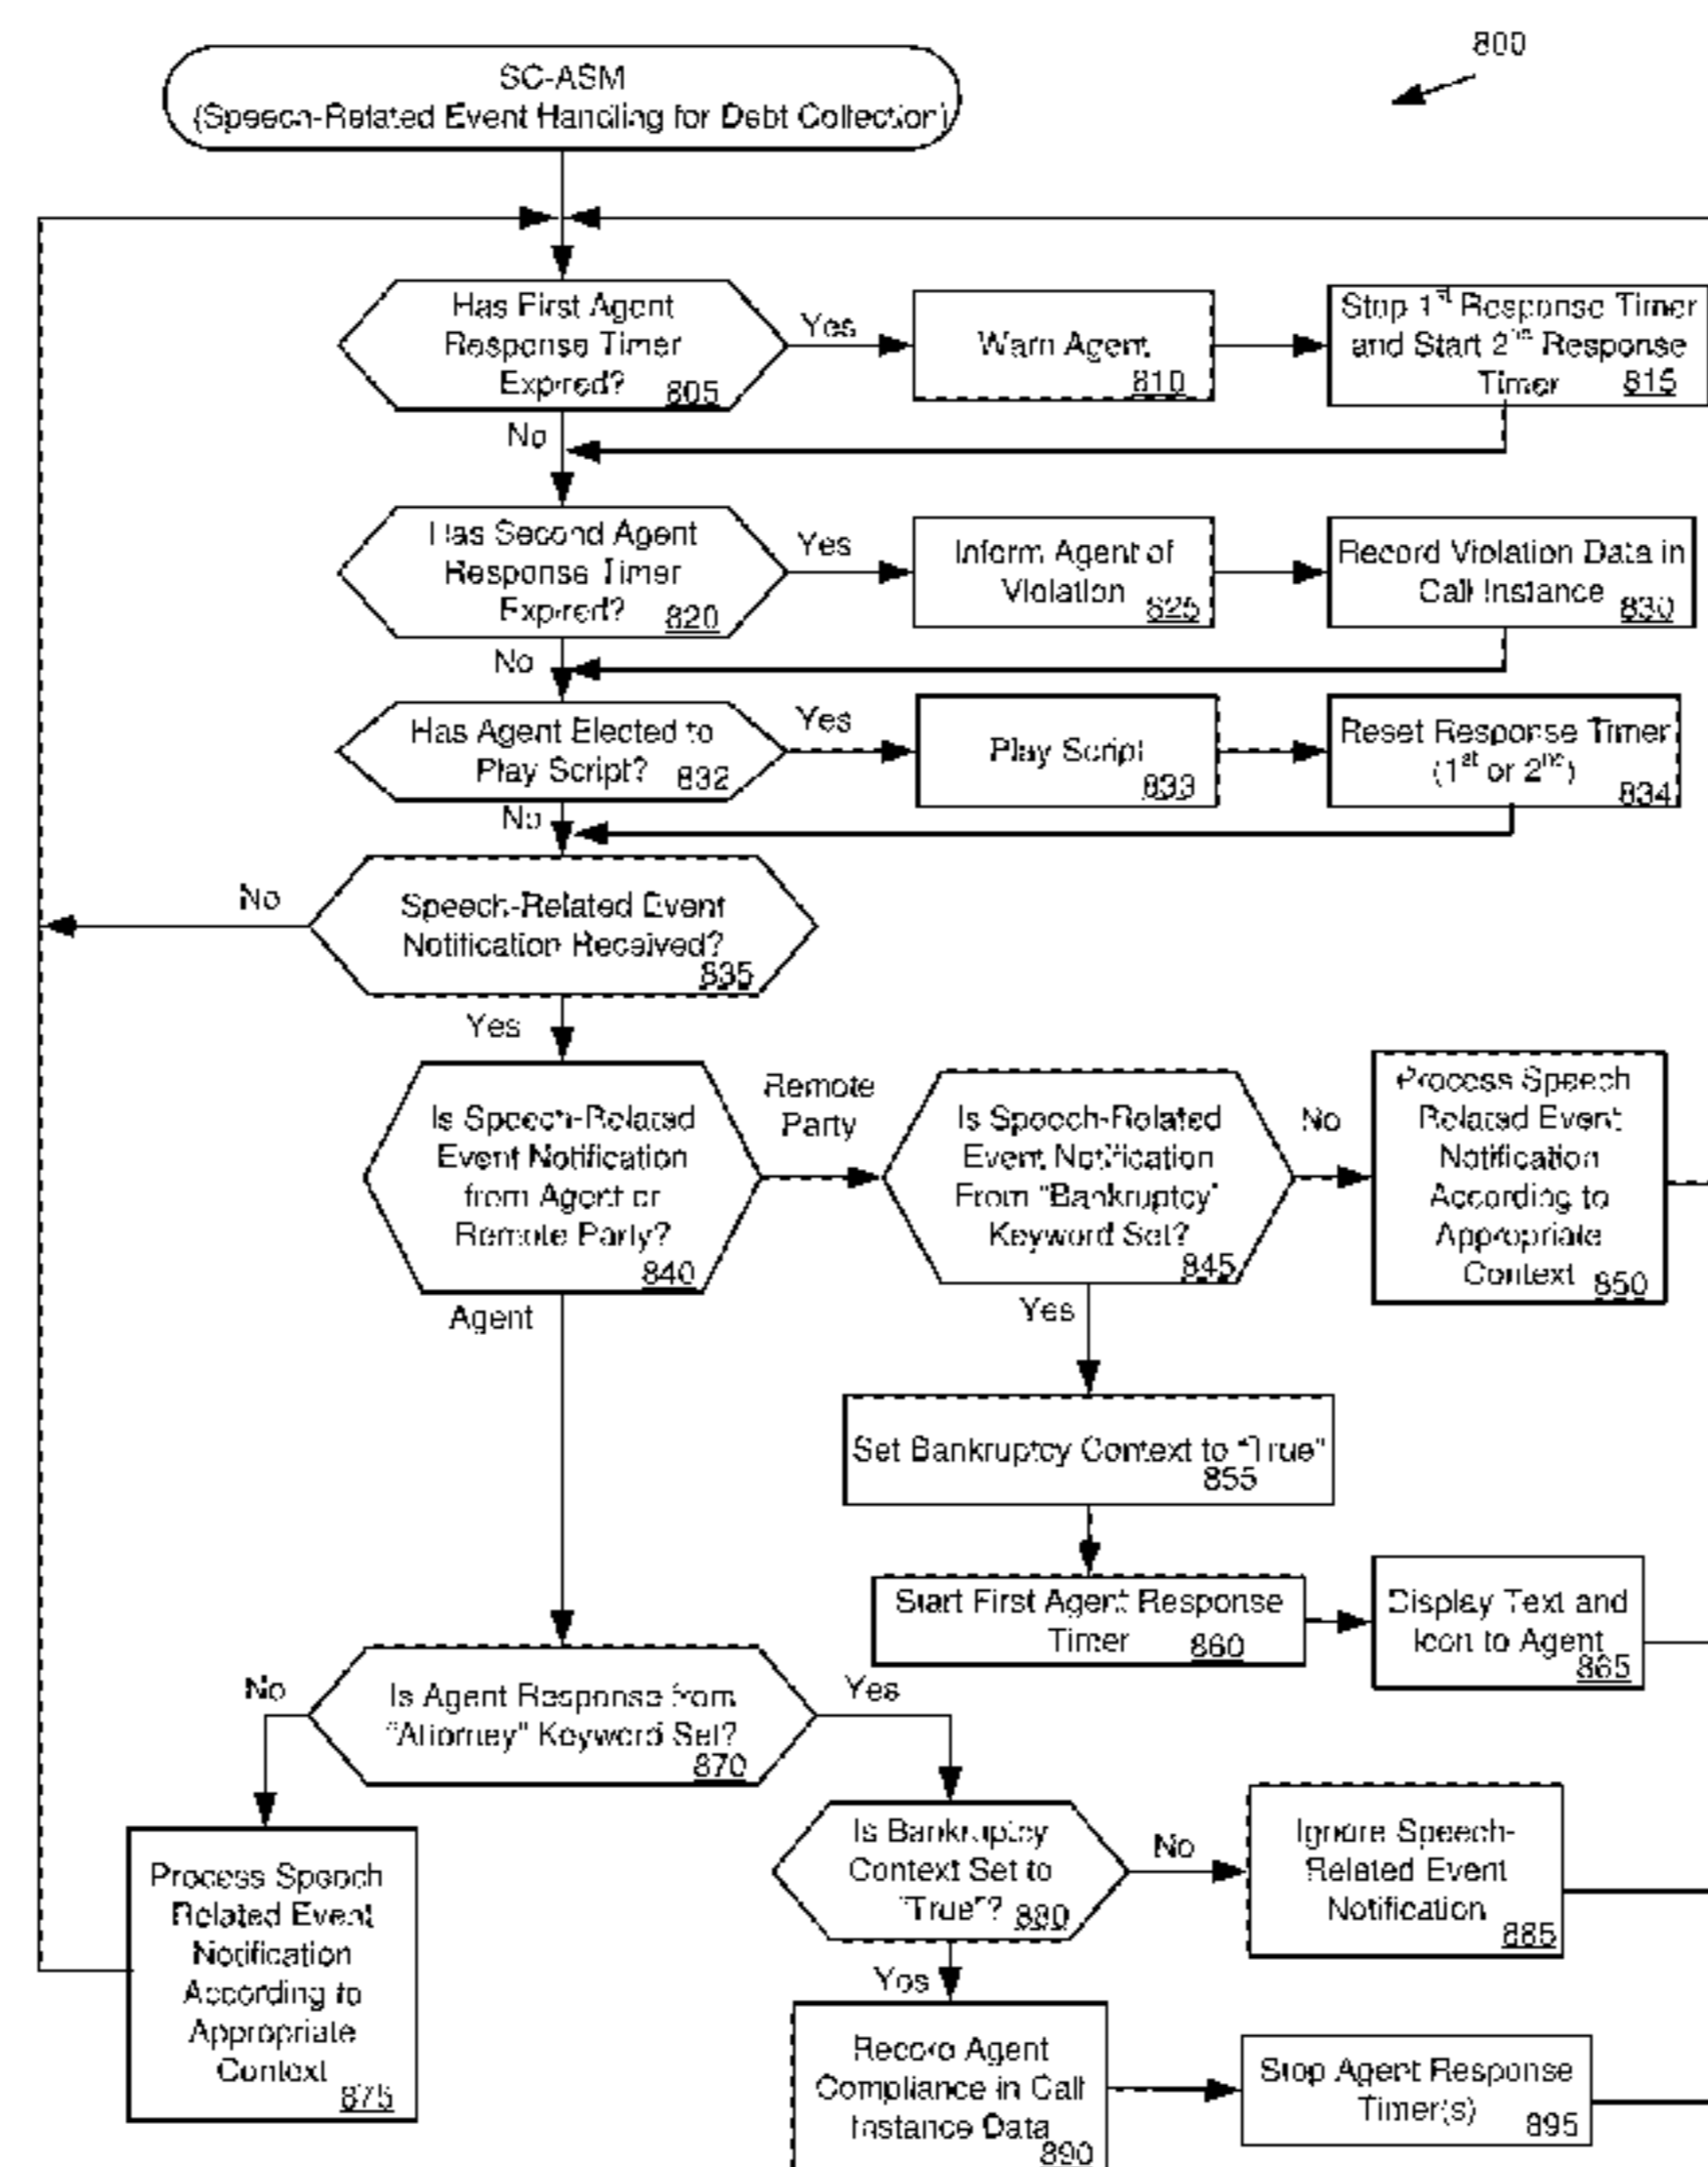 800
SC-ASM
(Speech-Related Event Handling for Debt Collection)
Has First Agent
Response Timer
Expired?
805
Yes
Warn Agent
810
Stop 1st Response Timer
and Start 2nd Response
Timer
815
No
Has Second Agent
Response Timer
Expired?
820
Yes
Inform Agent of
Violation
825
Record Violation Data in
Call Instance
830
No
Has Agent Elected to
Play Script?
832
Yes
Play Script
833
Reset Response Timer
(1st or 2nd)
834
No
Speech-Related Event
Notification Received?
835
No
Yes
Is Speech-Related
Event Notification
from Agent or
Remote Party?
840
Remote
Party
Is Speech-Related
Event Notification
From "Bankruptcy"
Keyword Set?
845
No
Process Speech
Related Event
Notification
According to
Appropriate
Context
850
Agent
Yes
Set Bankruptcy Context to "True"
855
Start First Agent Response
Timer
860
Display Text and
Icon to Agent
865
Is Agent Response from
"Attorney" Keyword Set?
870
No
Yes
Process Speech
Related Event
Notification
According to
Appropriate
Context
875
Is Bankruptcy
Context Set to
"True"?
880
No
Ignore Speech-
Related Event
Notification
885
Yes
Record Agent
Compliance in Call
Instance Data
890
Stop Agent Response
Timer(s)
895